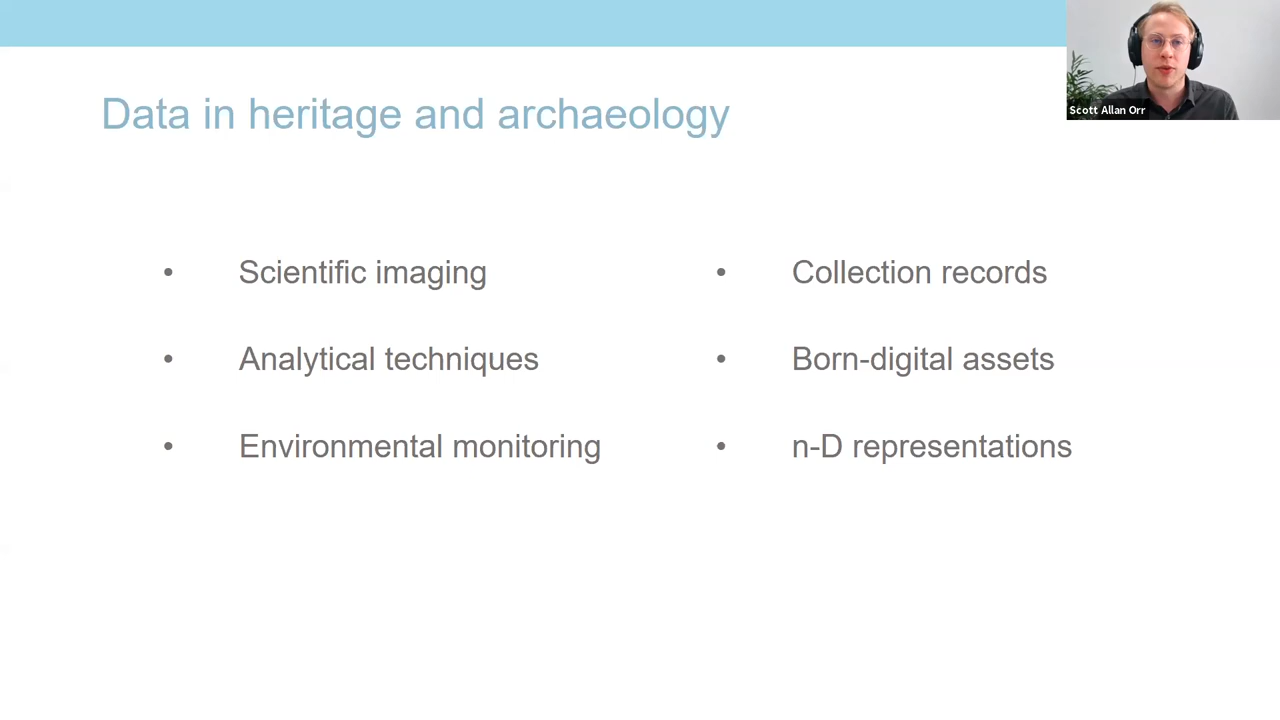 Data in heritage and archaeology
Scott Allan Orr
• Scientific imaging
• Analytical techniques
• Environmental monitoring
• Collection records
• Born-digital assets
• n-D representations